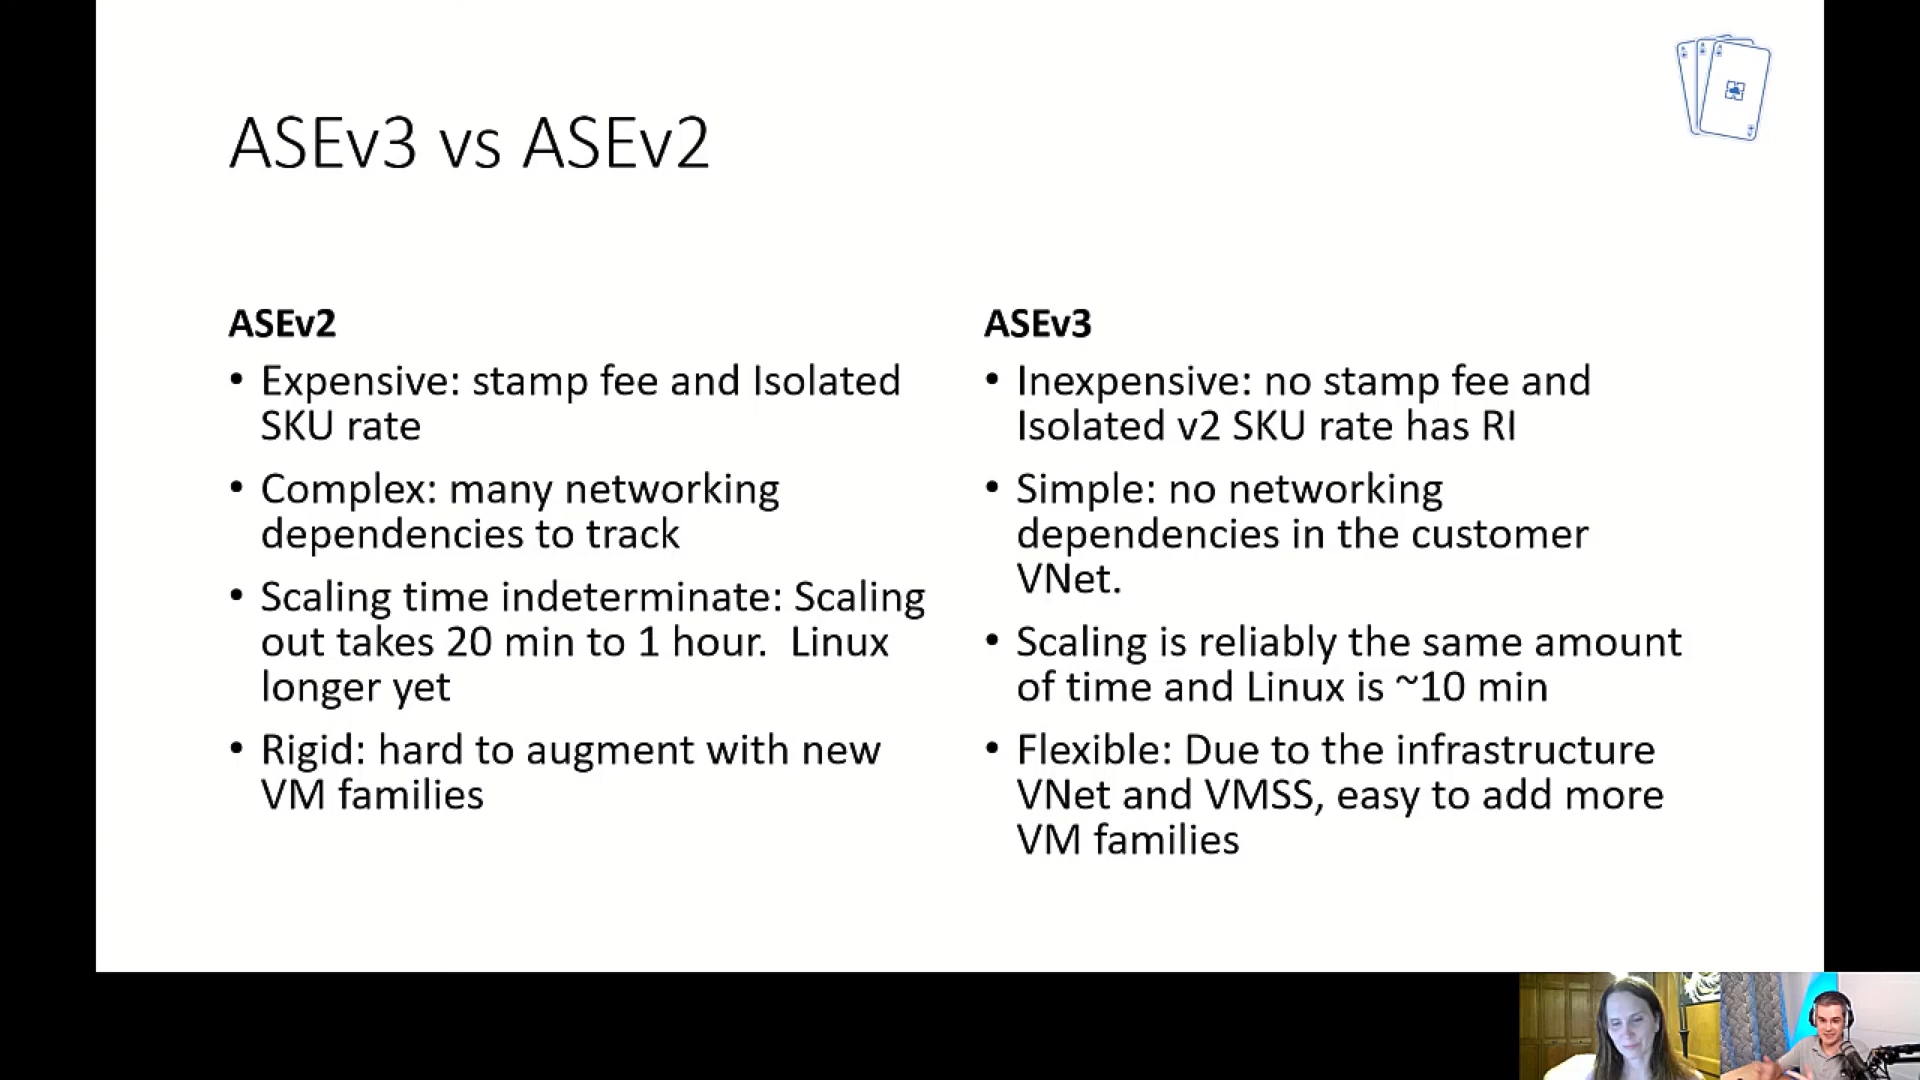 ASEv3 vs ASEv2
ASEv2
• Expensive: stamp fee and Isolated
SKU rate
• Complex: many networking
dependencies to track
• Scaling time indeterminate: Scaling
out takes 20 min to 1 hour.  Linux
longer yet
• Rigid: hard to augment with new
VM families
ASEv3
• Inexpensive: no stamp fee and
Isolated v2 SKU rate has RI
• Simple: no networking
dependencies in the customer
VNet.
• Scaling is reliably the same amount
of time and Linux is ~10 min
• Flexible: Due to the infrastructure
VNet and VMSS, easy to add more
VM families